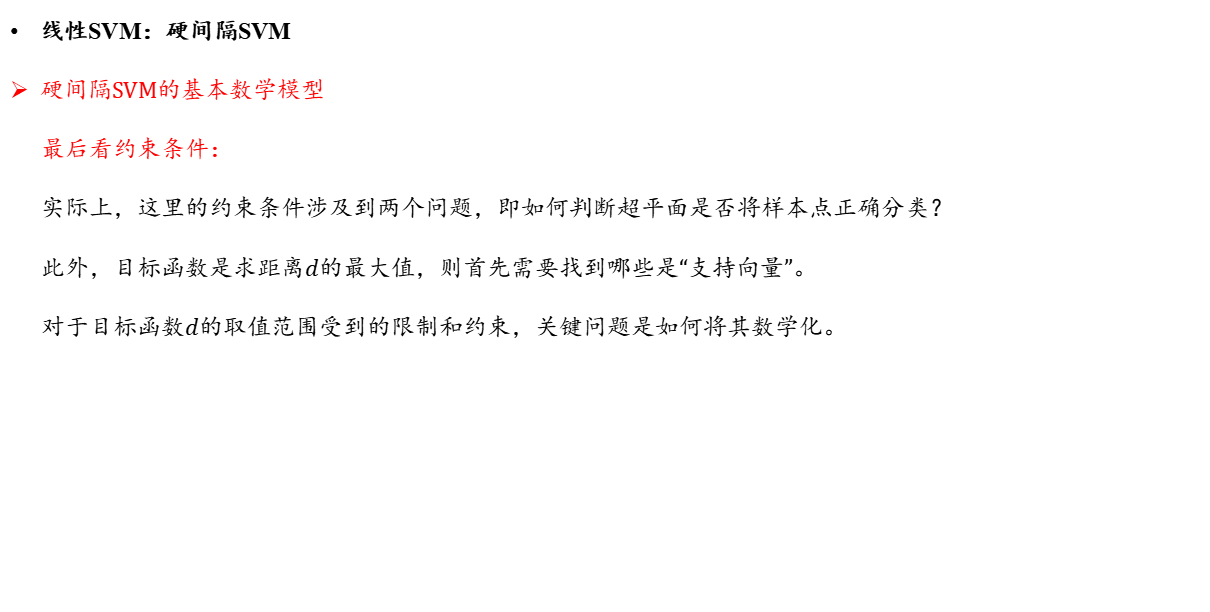 • 线性SVM：硬间隔SVM
➢ 硬间隔SVM的基本数学模型
最后看约束条件：
实际上，这里的约束条件涉及到两个问题，即如何判断超平面是否将样本点正确分类？
此外，目标函数是求距离d的最大值，则首先需要找到哪些是“支持向量”。
对于目标函数d的取值范围受到的限制和约束，关键问题是如何将其数学化。